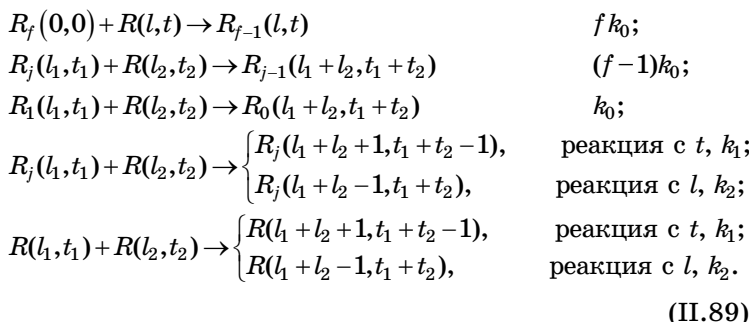 R_f(0,0) + R(l,t) → R_{f−1}(l,t) fk_0;
R_j(l_1,t_1) + R(l_2,t_2) → R_{j−1}(l_1 + l_2,t_1 + t_2) (f −1)k_0;
R_1(l_1,t_1) + R(l_2,t_2) → R_0(l_1 + l_2,t_1 + t_2) k_0;
R_j(l_1,t_1) + R(l_2,t_2) → { R_j(l_1 + l_2 + 1,t_1 + t_2 − 1), реакция с t, k_1;
R_j(l_1 + l_2 − 1,t_1 + t_2), реакция с l, k_2;
R(l_1,t_1) + R(l_2,t_2) → { R(l_1 + l_2 + 1,t_1 + t_2 − 1), реакция с t, k_1;
R(l_1 + l_2 − 1,t_1 + t_2), реакция с l, k_2.
(II.89)